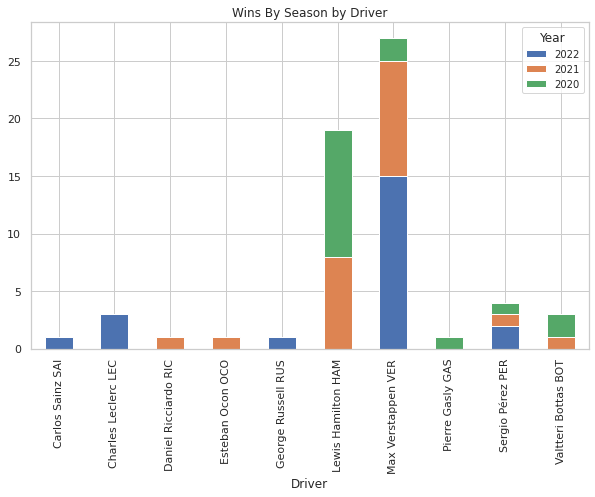 Wins By Season by Driver
Year
2022
2021
2020
25
20
15
10
5
0
Carlos Sainz SAI
Charles Leclerc LEC
Daniel Ricciardo RIC
Esteban Ocon OCO
George Russell RUS
Lewis Hamilton HAM
Max Verstappen VER
Pierre Gasly GAS
Sergio Pérez PER
Valtteri Bottas BOT
Driver